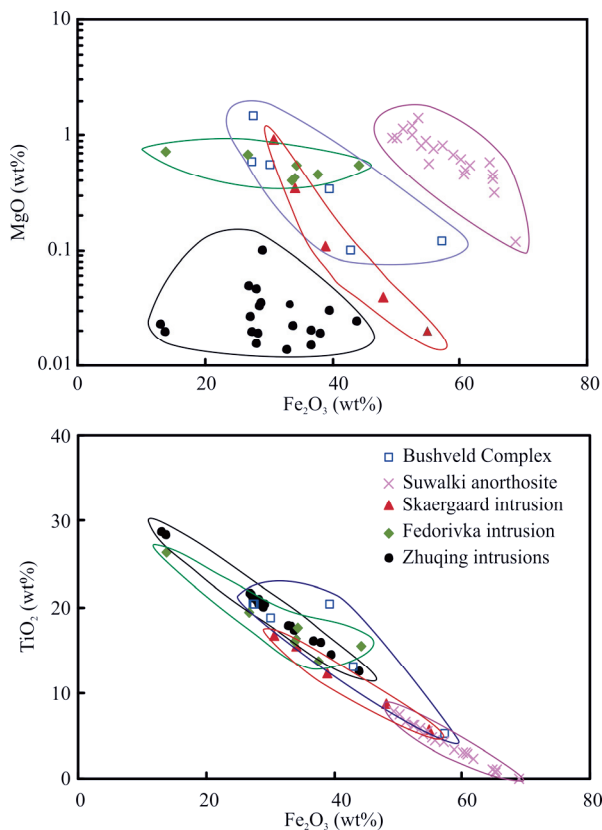 10
1
0.1
0.01
MgO (wt%)
0
20
40
60
80
Fe₂O₃ (wt%)
40
30
20
10
0
TiO₂ (wt%)
Bushveld Complex
Suwalki anorthosite
Skaergaard intrusion
Fedorivka intrusion
Zhuqing intrusions
0
20
40
60
80
Fe₂O₃ (wt%)